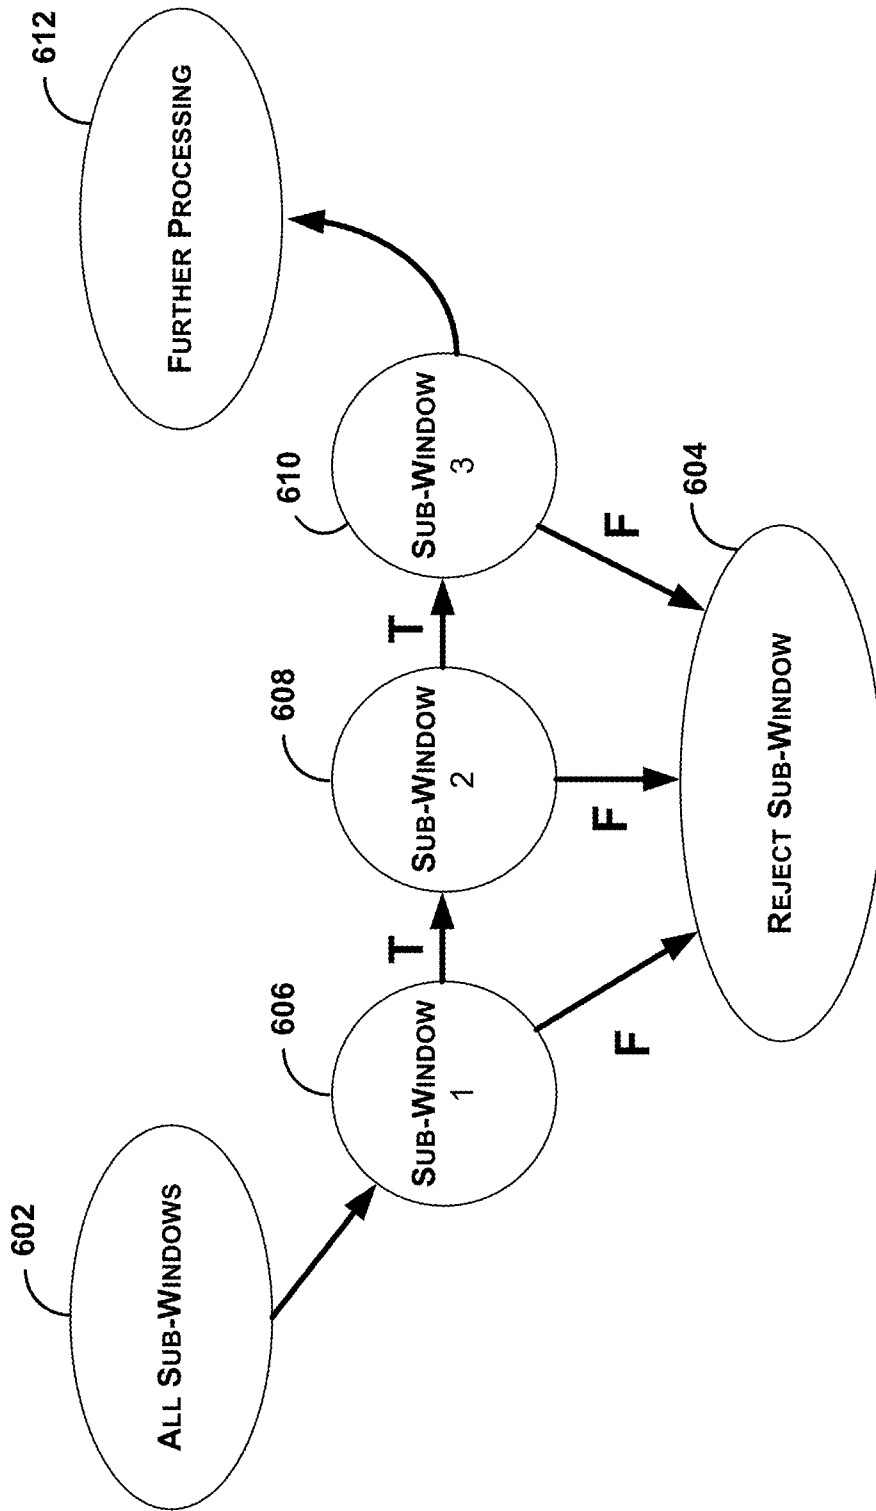 602
ALL SUB-WINDOWS
612
FURTHER PROCESSING
606
SUB-WINDOW
1
T
608
SUB-WINDOW
2
T
610
SUB-WINDOW
3
F
F
F
604
REJECT SUB-WINDOW